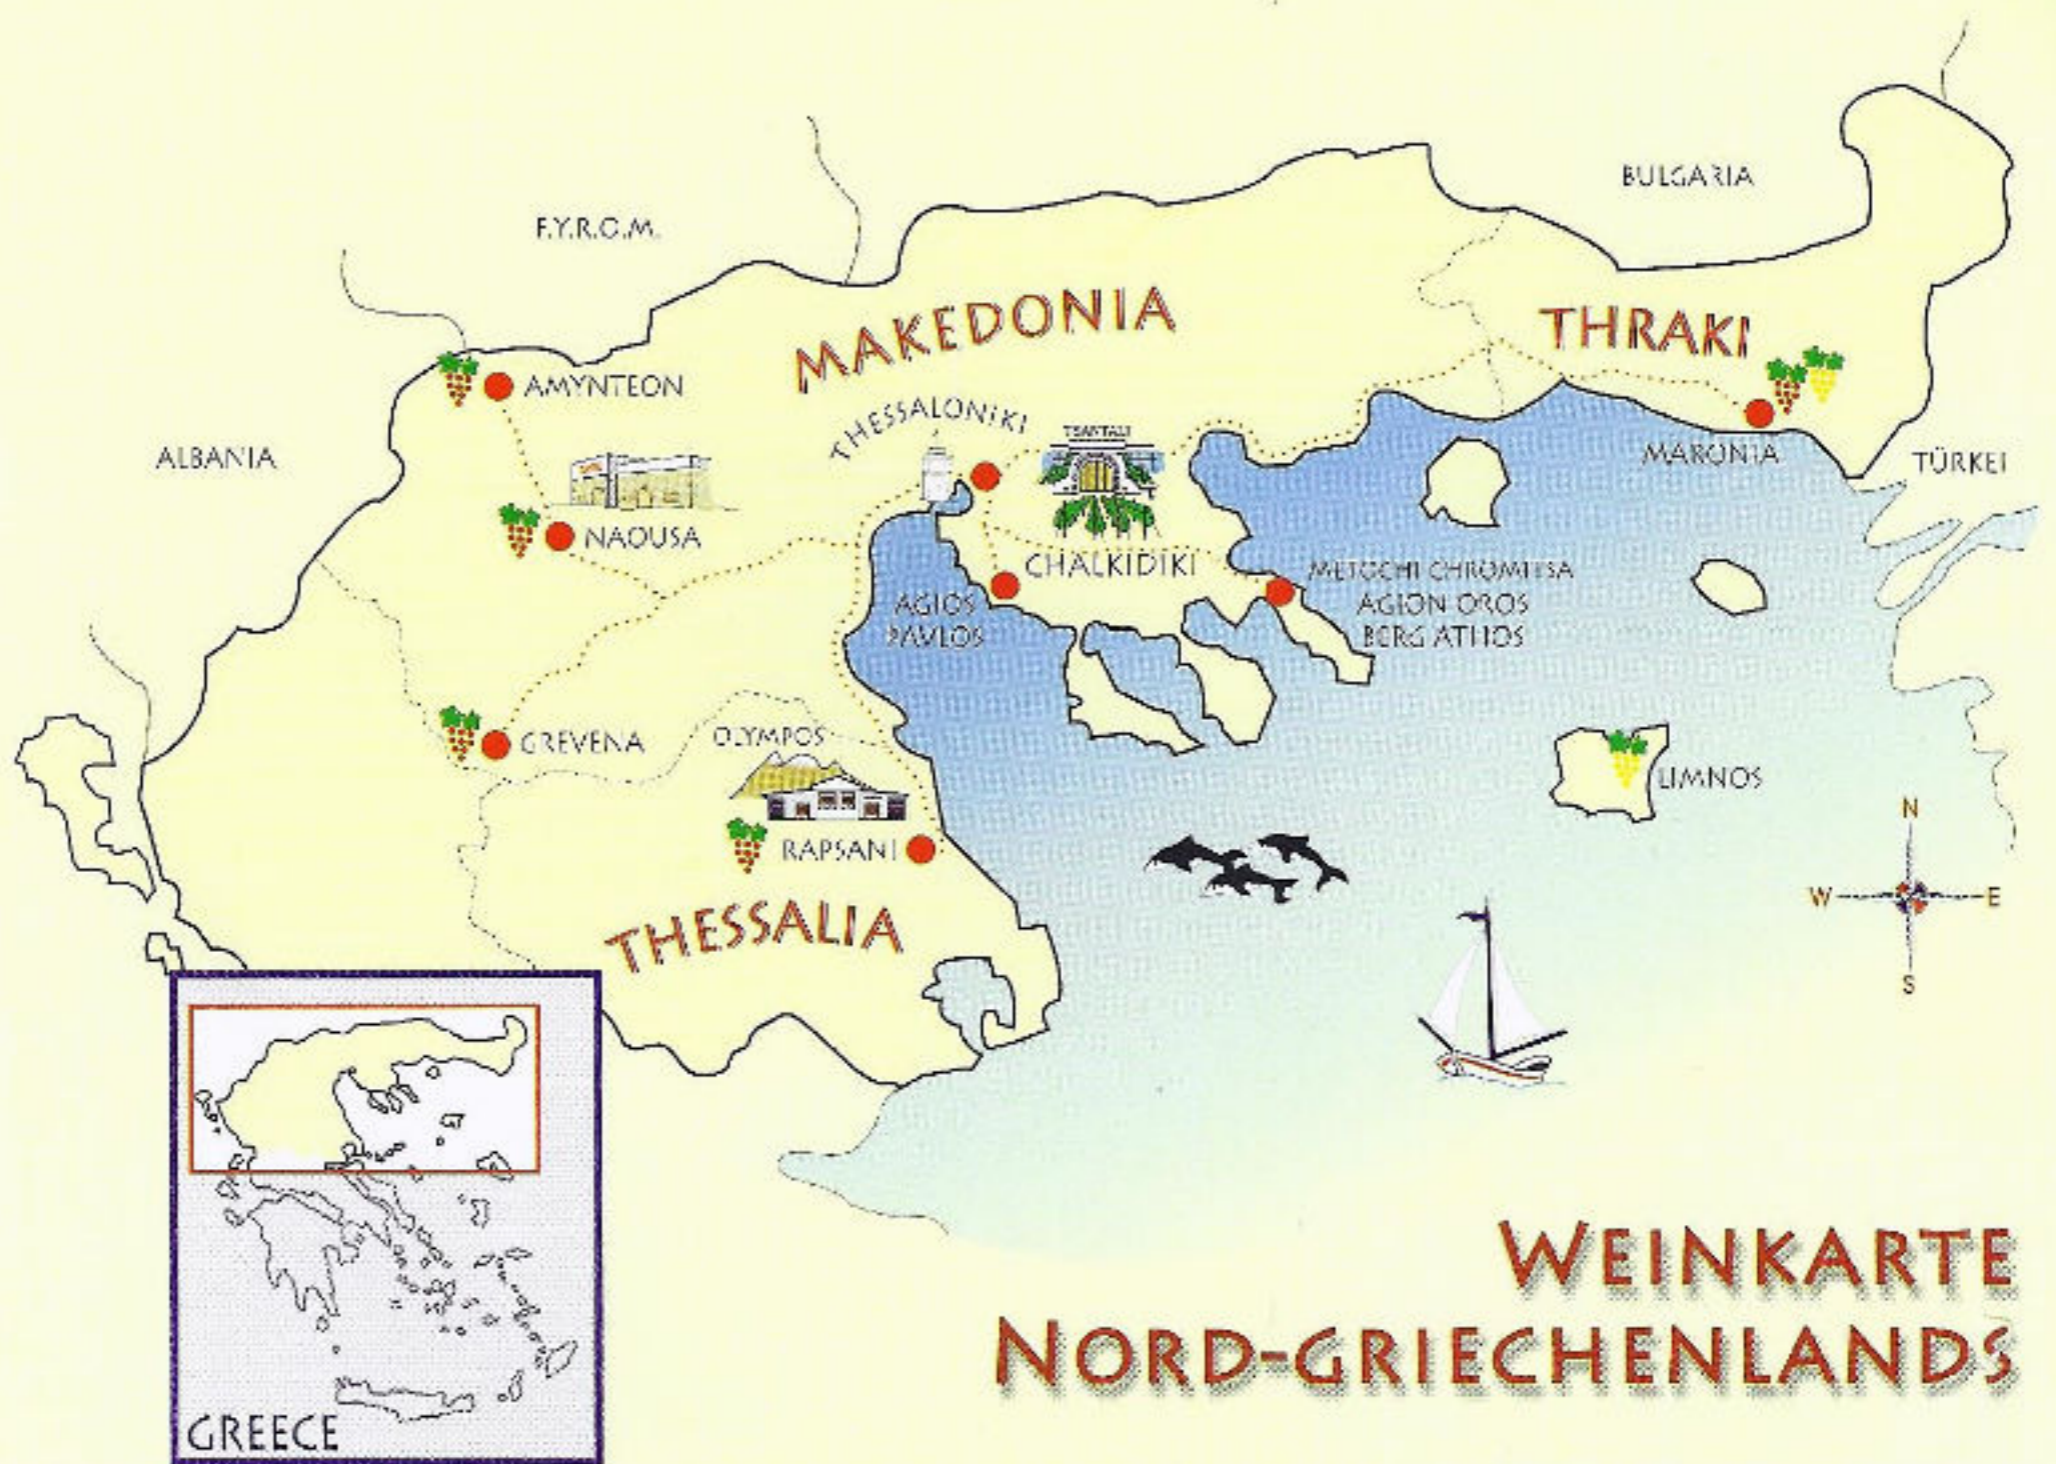 BULGARIA
F.Y.R.O.M.
MAKEDONIA
THRAKI
AMYNTEON
THESSALONIKI
TSANTALI
ALBANIA
MARONIA
TÜRKEI
NAOUSA
CHALKIDIKI
METOCHI CHROMITSA
AGION OROS
BERG ATHOS
AGIOS
PAVLOS
GREVENA
OLYMPOS
LIMNOS
RAPSANI
THESSALIA
N
W
E
S
WEINKARTE
NORD-GRIECHENLANDS
GREECE